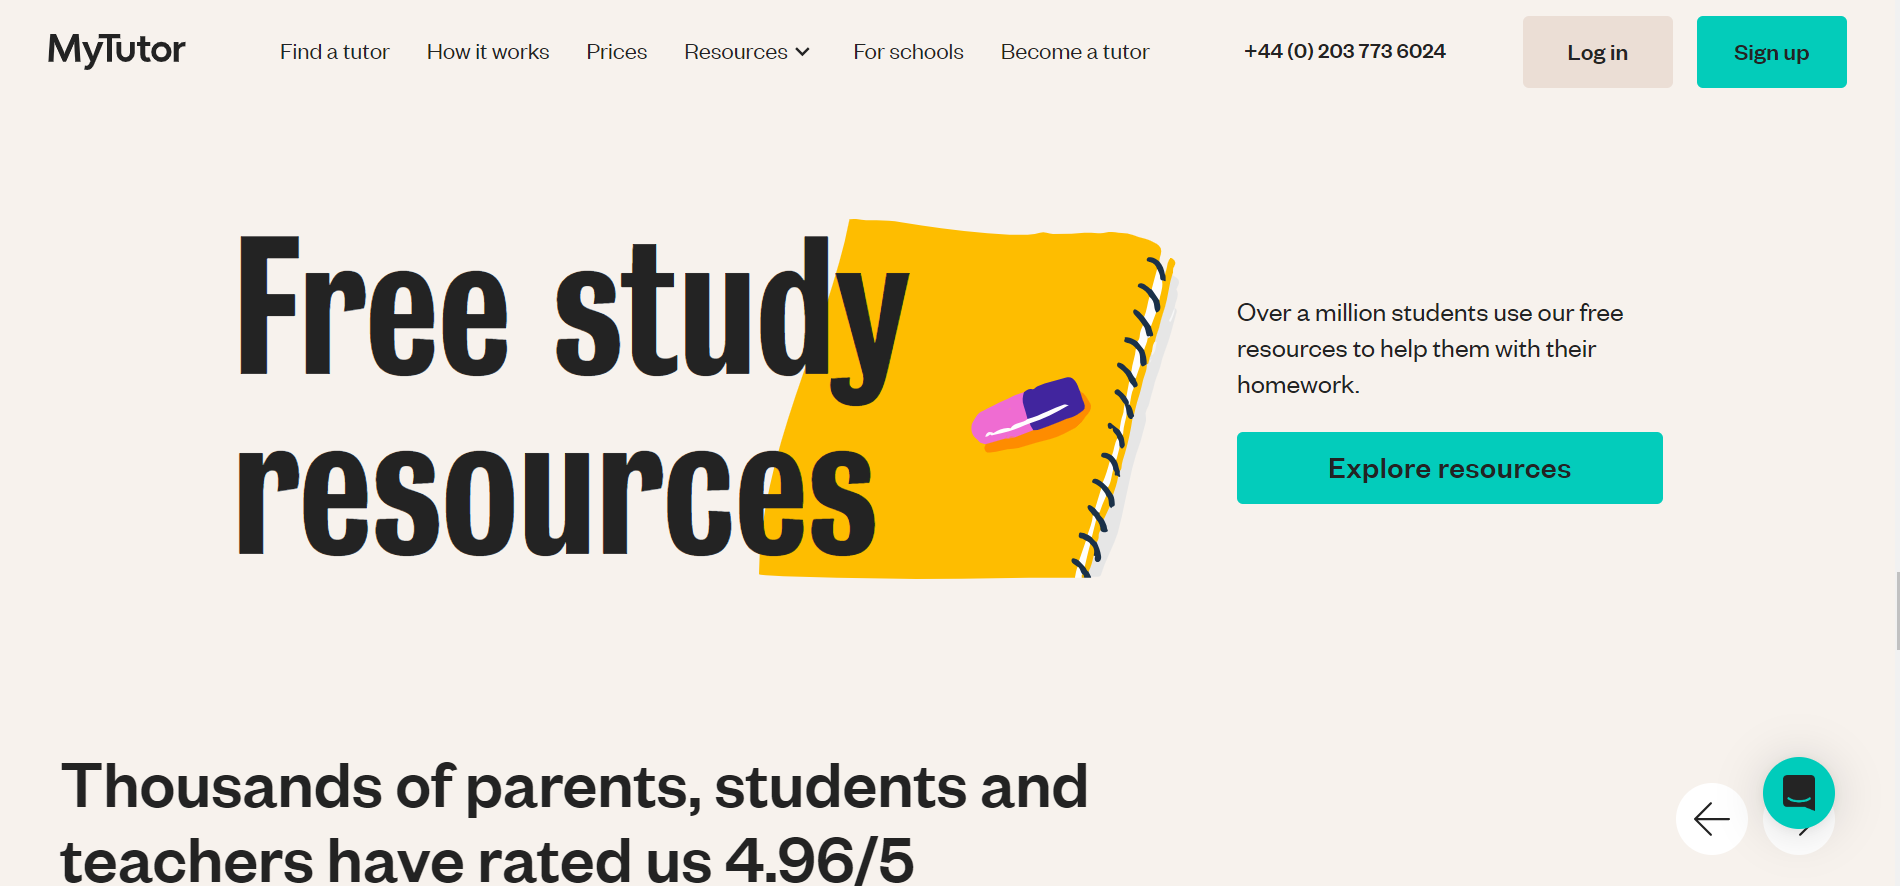 MyTutor
Find a tutor
How it works
Prices
Resources
For schools
Become a tutor
+44 (0) 203 773 6024
Log in
Sign up
Free study
resources
Over a million students use our free
resources to help them with their
homework.
Explore resources
Thousands of parents, students and
teachers have rated us 4.96/5